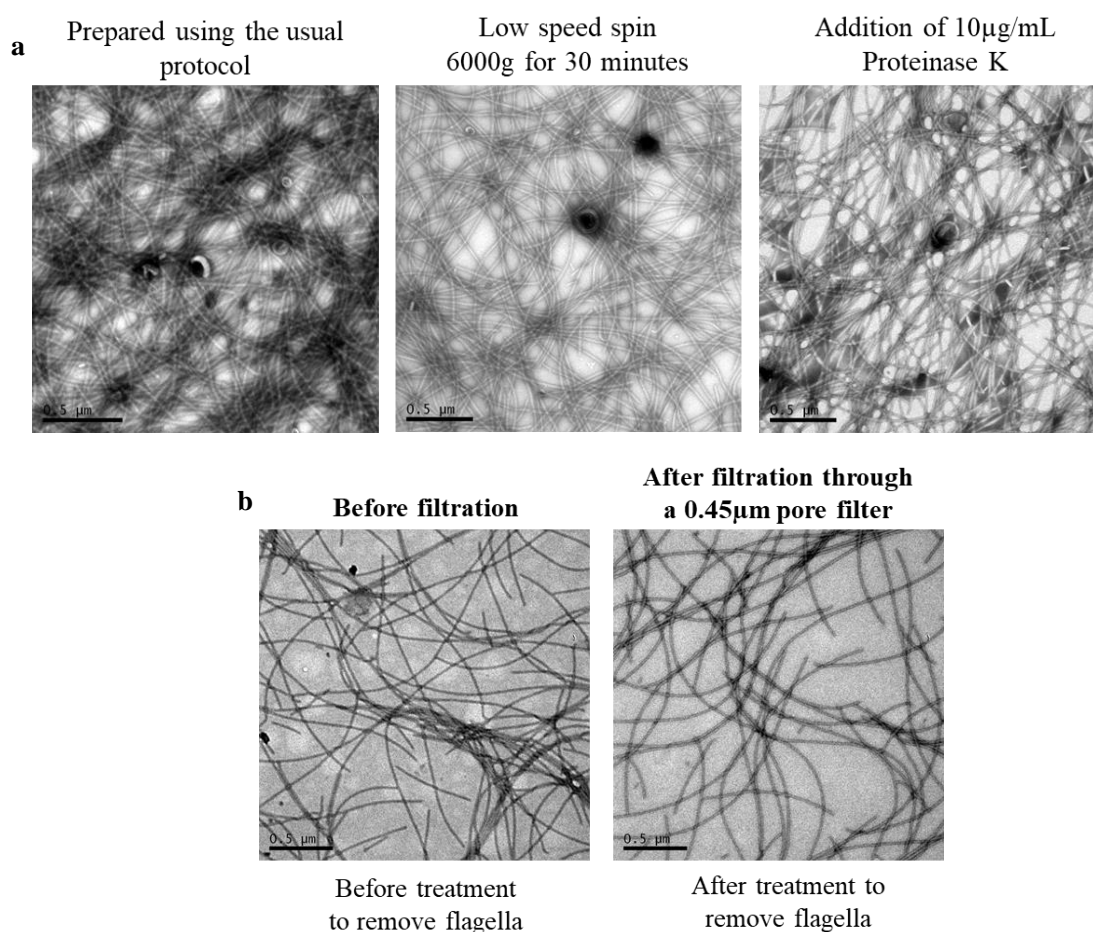 a
Prepared using the usual
protocol
Low speed spin
6000g for 30 minutes
Addition of 10µg/mL
Proteinase K
0.5 µm
0.5 µm
0.5 µm
b
Before filtration
After filtration through
a 0.45µm pore filter
0.5 µm
0.5 µm
Before treatment
to remove flagella
After treatment to
remove flagella